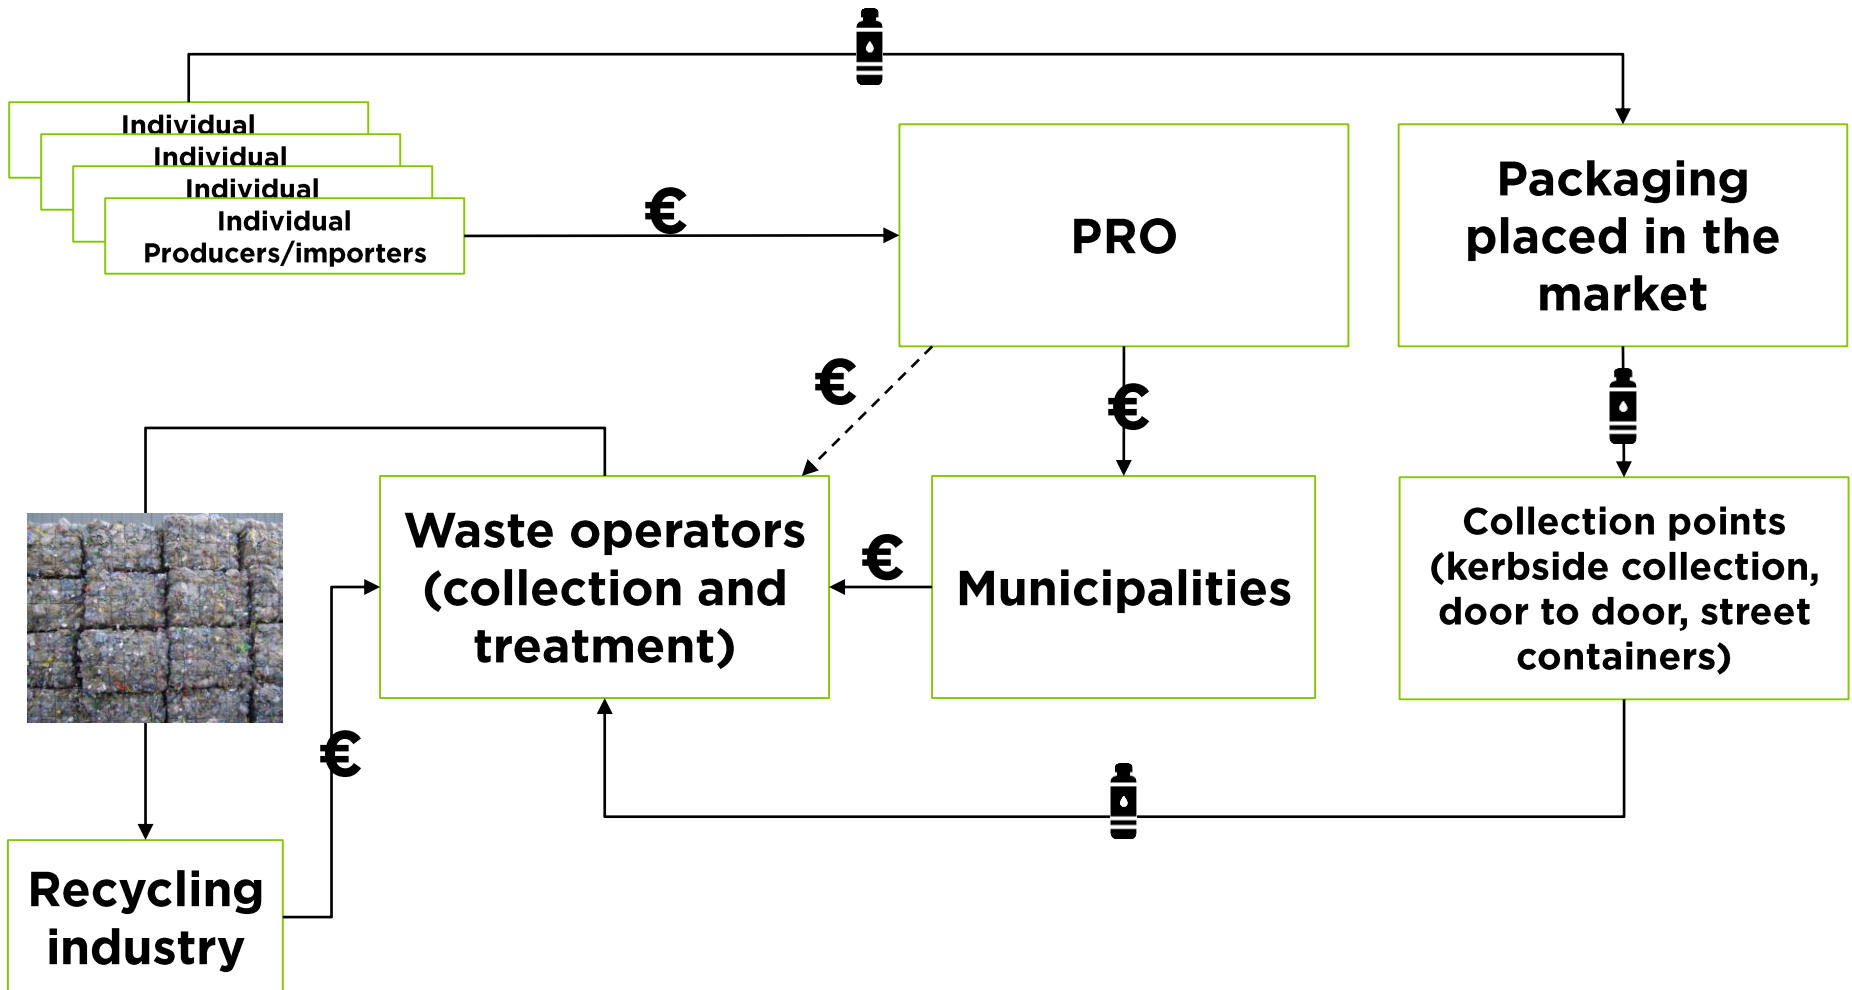 Individual
Individual
Individual
Individual
Producers/importers
€
PRO
Packaging
placed in the
market
€
€
Waste operators
(collection and
treatment)
€
Municipalities
Collection points
(kerbside collection,
door to door, street
containers)
€
Recycling
industry